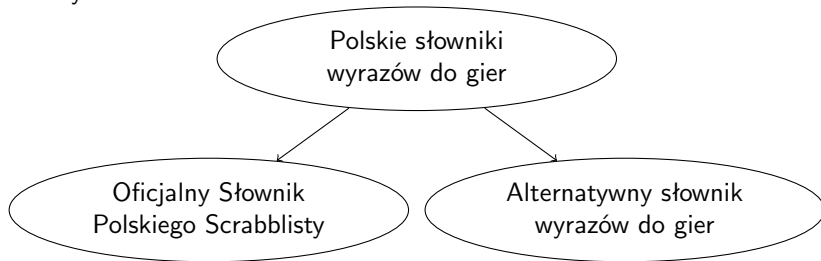 Polskie słowniki
wyrazów do gier
Oficjalny Słownik
Polskiego Scrabblisty
Alternatywny słownik
wyrazów do gier